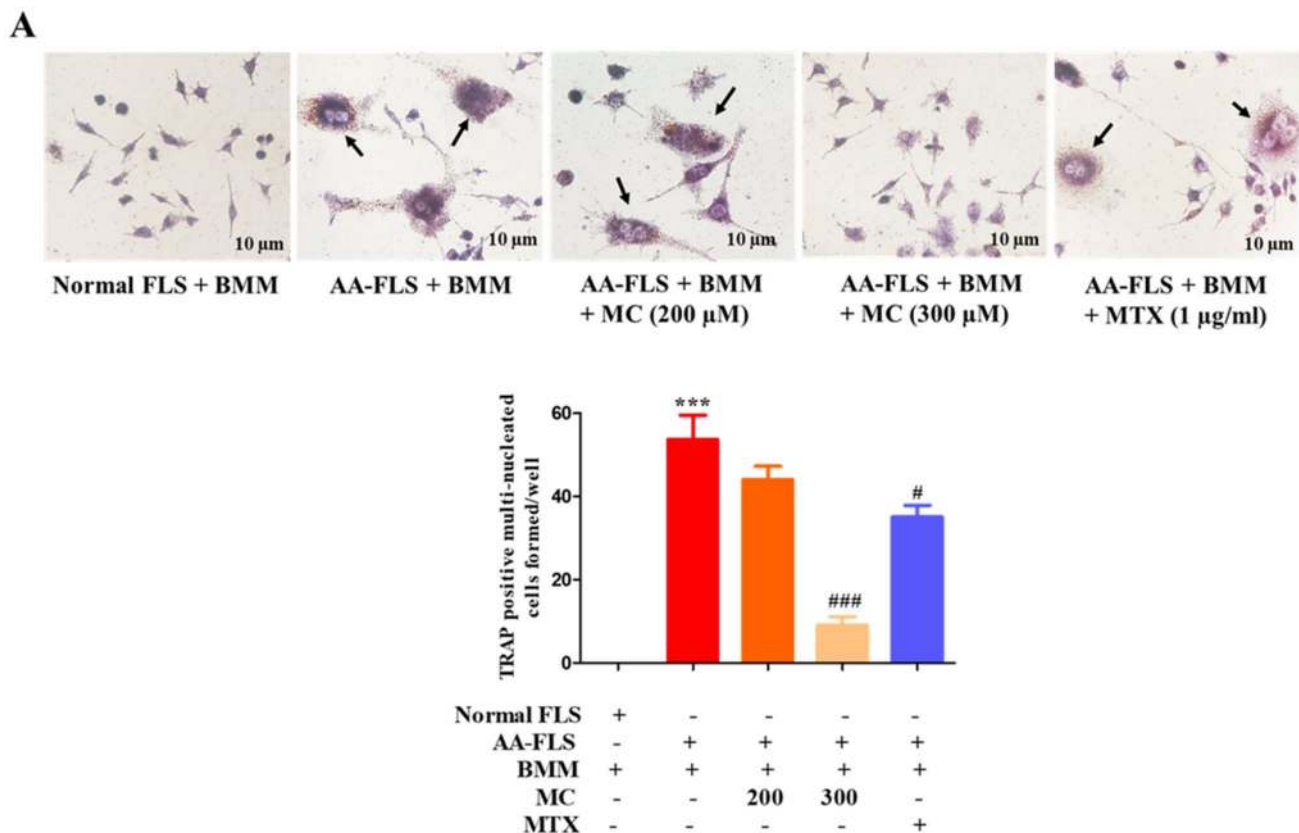 A
10 µm 10 µm 10 µm 10 µm 10 µm
Normal FLS + BMM
AA-FLS + BMM
AA-FLS + BMM
+ MC (200 µM)
AA-FLS + BMM
+ MC (300 µM)
AA-FLS + BMM
+ MTX (1 µg/ml)
TRAP positive multi-nucleated
cells formed/well
60
40
20
0
***
###
#
Normal FLS + - - - -
AA-FLS - + + + +
BMM + + + + +
MC - - 200 300 -
MTX - - - - +